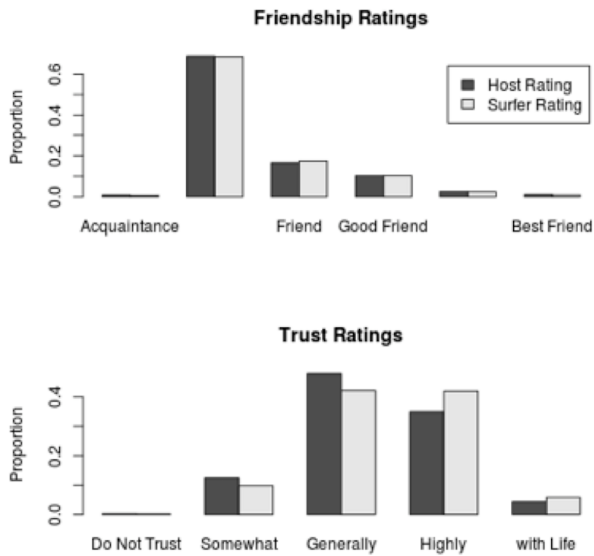 Friendship Ratings
Proportion
0.0 0.2 0.4 0.6
Host Rating
Surfer Rating
Acquaintance Friend Good Friend Best Friend
Trust Ratings
Proportion
0.0 0.2 0.4
Do Not Trust Somewhat Generally Highly with Life